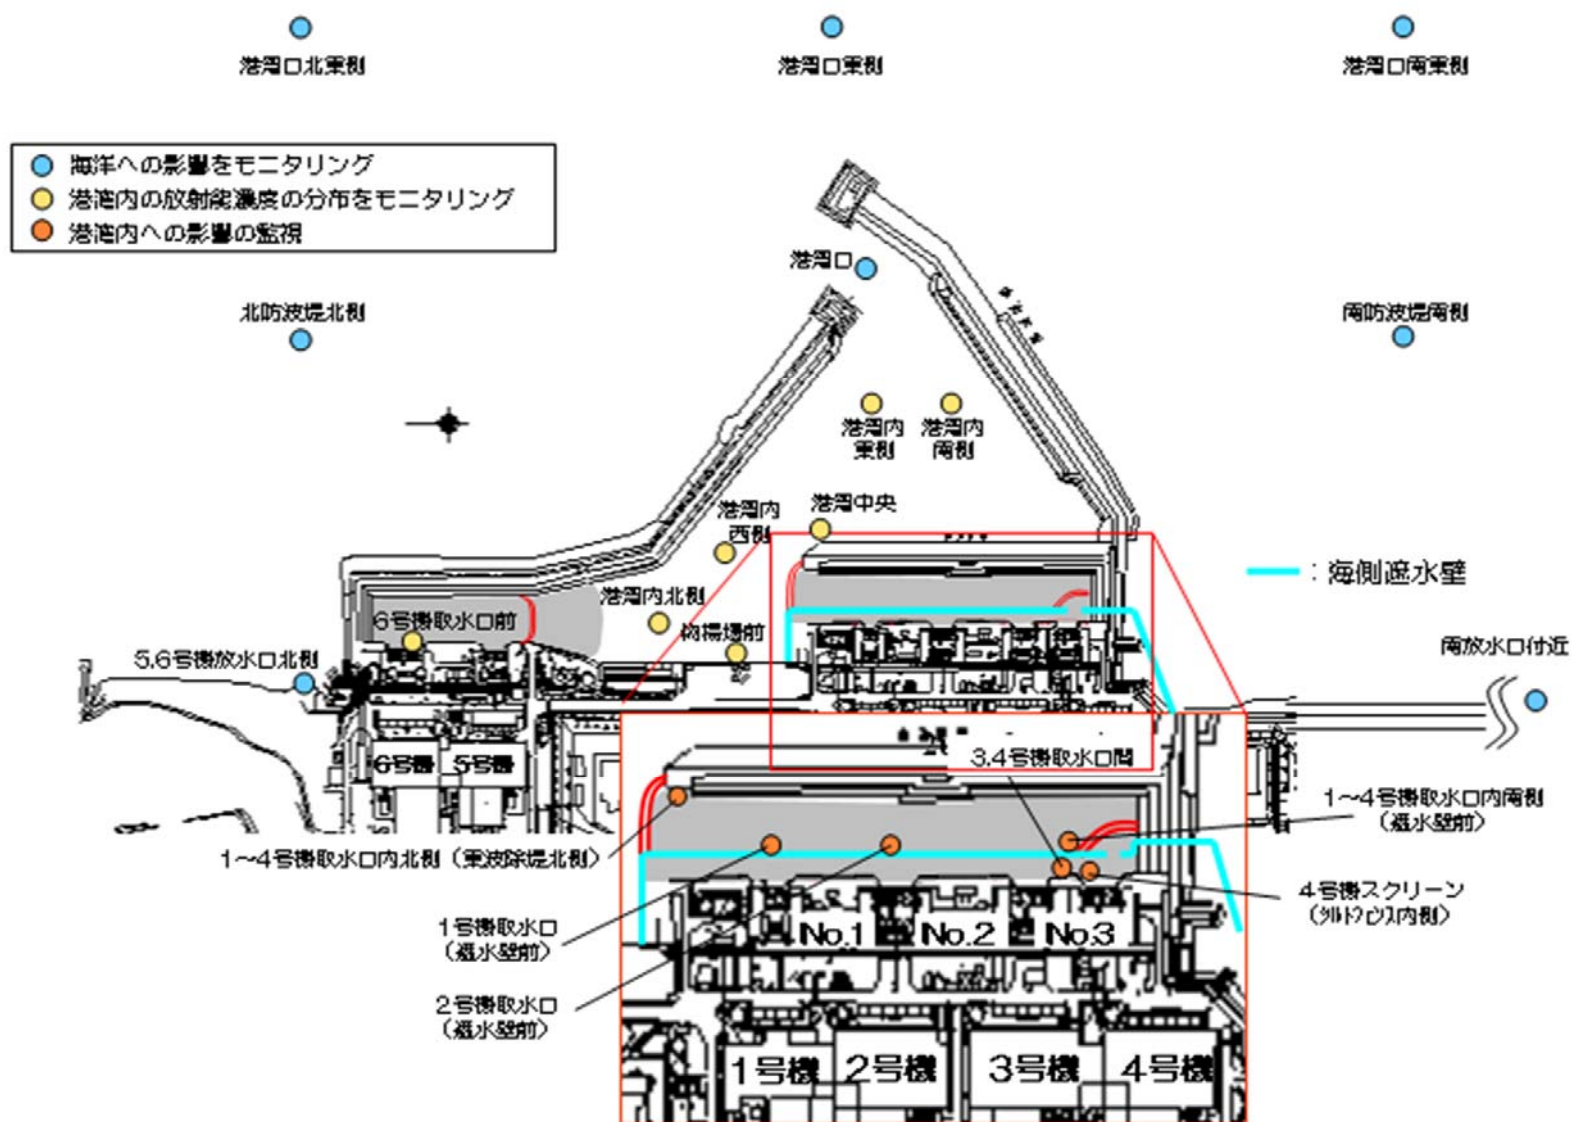 港湾口北東側
港湾口東側
港湾口南東側
海洋への影響をモニタリング
港湾内の放射能濃度の分布をモニタリング
港湾内への影響の監視
港湾口
北防波堤北側
南防波堤南側
港湾内
東側
港湾内
南側
港湾内
西側
港湾中央
:海側遮水壁
港湾内北側
6号機取水口前
物揚場前
5,6号機放水口北側
南放水口付近
6号機
5号機
3,4号機取水口間
1～4号機取水口内南側
(遮水壁前)
1～4号機取水口内北側(東波除堤北側)
4号機スクリーン
(シルトフェンス内側)
1号機取水口
(遮水壁前)
No.1
No.2
No.3
2号機取水口
(遮水壁前)
1号機
2号機
3号機
4号機